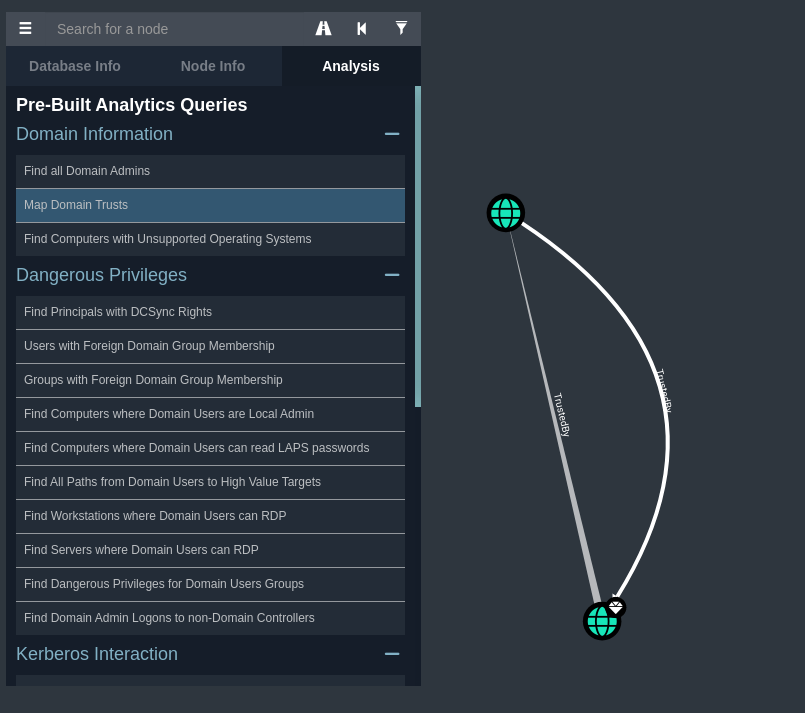 Search for a node
Database Info
Node Info
Analysis
Pre-Built Analytics Queries
Domain Information
Find all Domain Admins
Map Domain Trusts
Find Computers with Unsupported Operating Systems
Dangerous Privileges
Find Principals with DCSync Rights
Users with Foreign Domain Group Membership
Groups with Foreign Domain Group Membership
Find Computers where Domain Users are Local Admin
Find Computers where Domain Users can read LAPS passwords
Find All Paths from Domain Users to High Value Targets
Find Workstations where Domain Users can RDP
Find Servers where Domain Users can RDP
Find Dangerous Privileges for Domain Users Groups
Find Domain Admin Logons to non-Domain Controllers
Kerberos Interaction
TrustedBy
TrustedBy